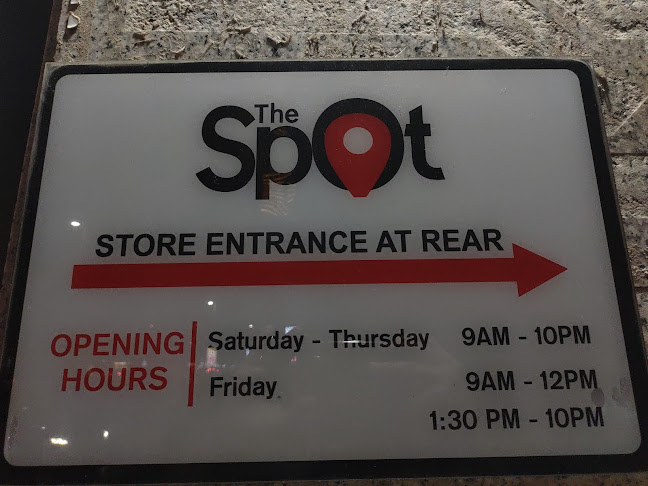 The
Spot
STORE ENTRANCE AT REAR
OPENING HOURS
Saturday - Thursday 9AM - 10PM
Friday 9AM - 12PM
1:30 PM - 10PM